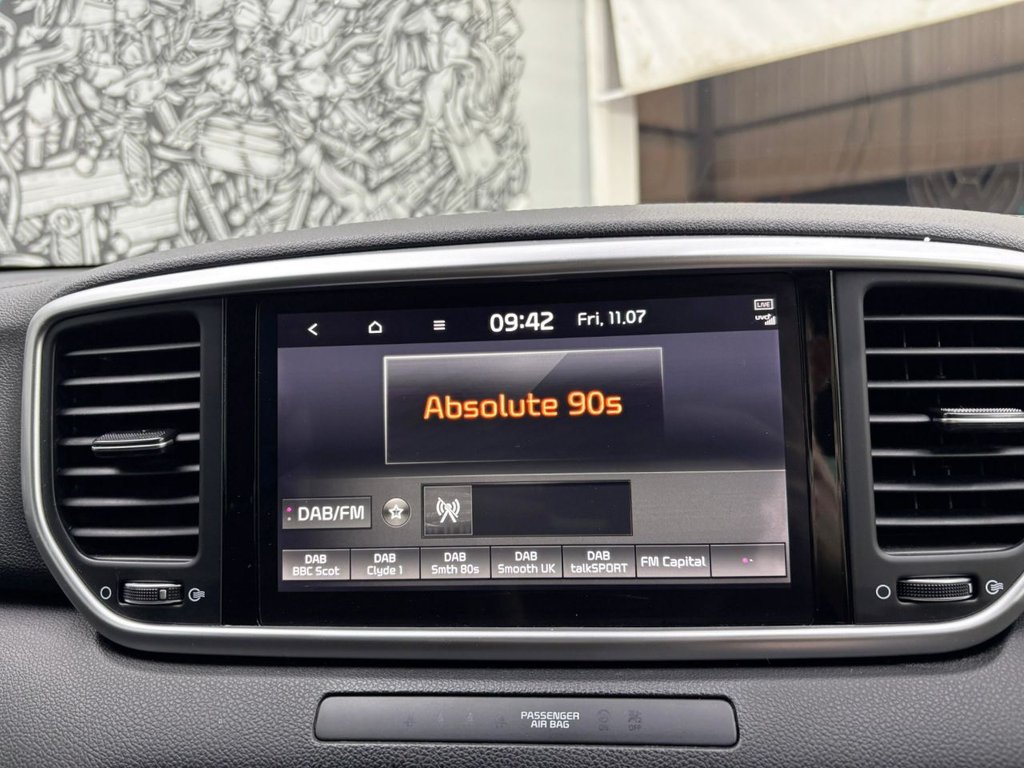 09:42 Fri, 11.07
LIVE
UVO
Absolute 90s
DAB/FM
DAB
BBC Scot
DAB
Clyde 1
DAB
Smth 80s
DAB
Smooth UK
DAB
talkSPORT
FM Capital
PASSENGER
AIR BAG